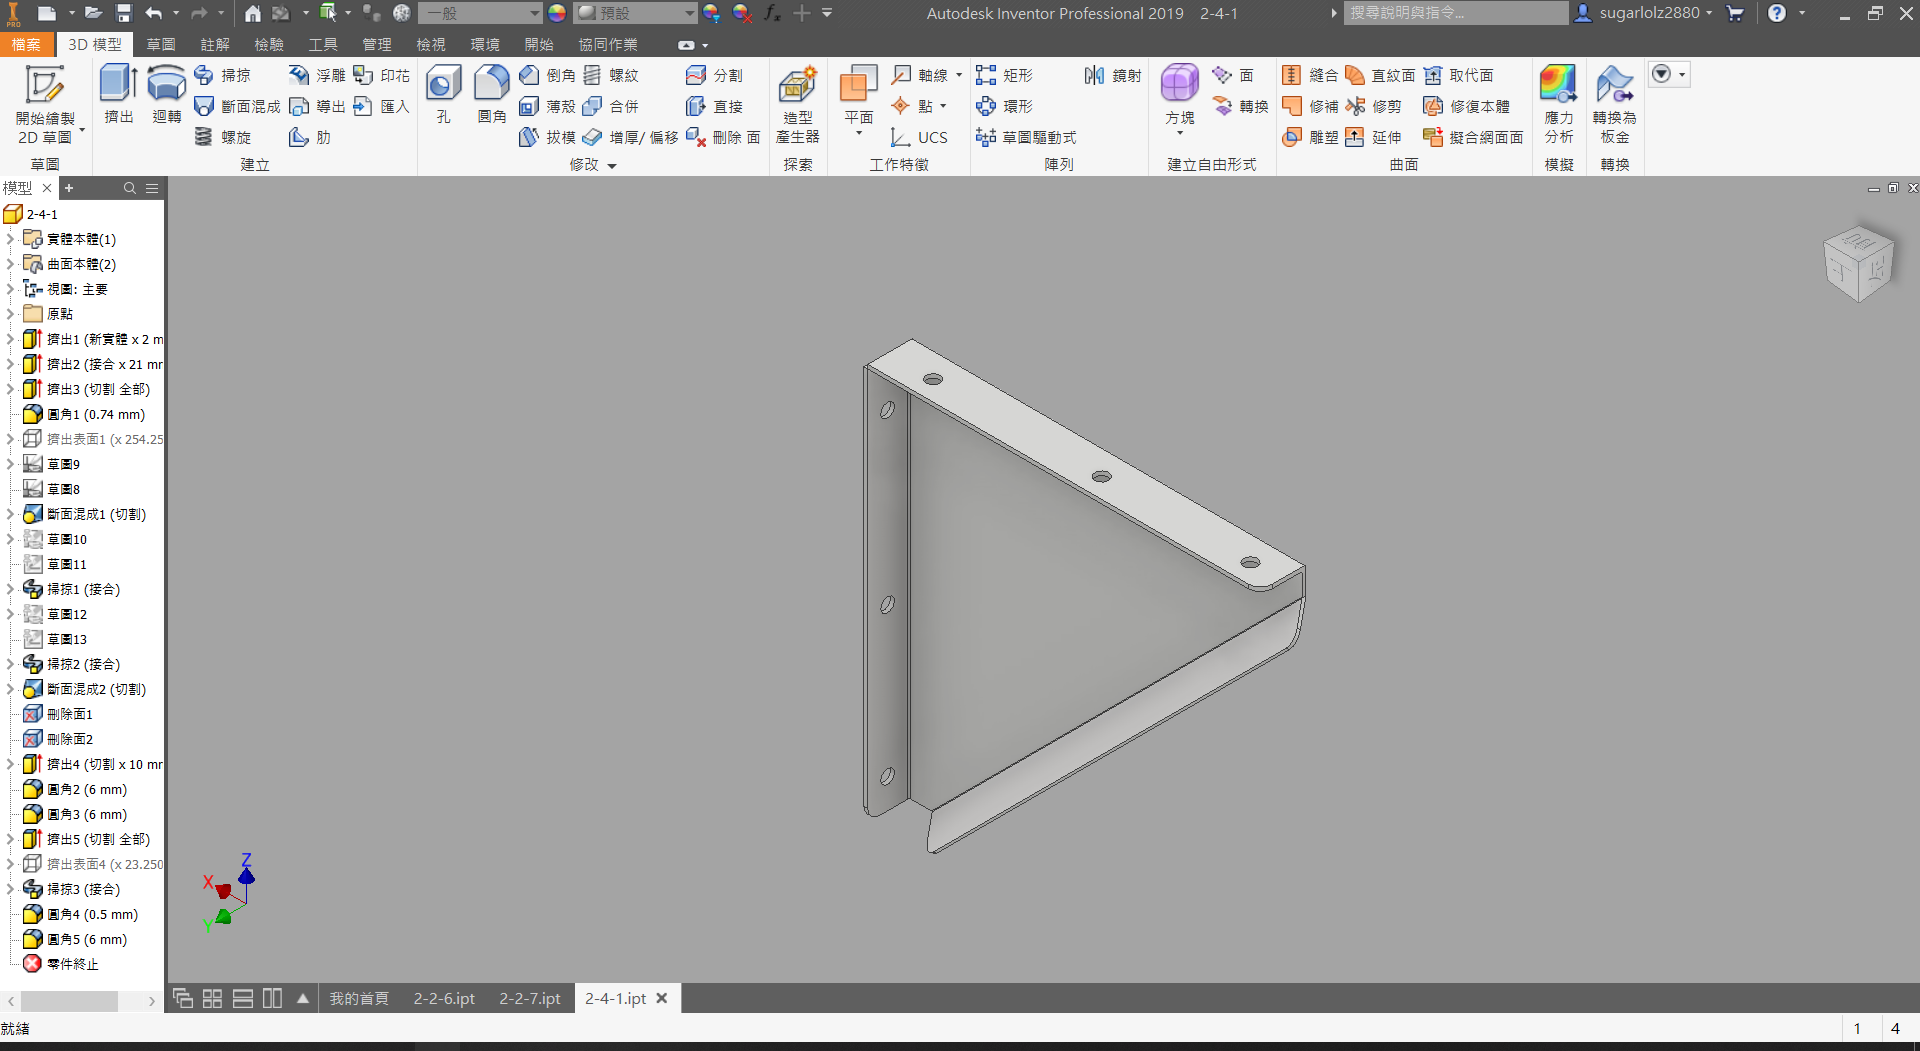 一般
預設
Autodesk Inventor Professional 2019 2-4-1
搜尋說明與指令...
sugarlolz2880
PRO
檔案 3D 模型 草圖 註解 檢驗 工具 管理 檢視 環境 開始 協同作業
開始繪製
2D 草圖
草圖
擠出 迴轉
掃掠 浮雕 印花
斷面混成 導出 匯入
螺旋 肋
建立
孔 圓角
倒角 螺紋 分割
薄殼 合併 直接
拔模 增厚/ 偏移 刪除 面
修改
造型
產生器
探索
平面
軸線
點
UCS
工作特徵
矩形 鏡射
環形
草圖驅動式
陣列
方塊
面
轉換
建立自由形式
縫合 直紋面 取代面
修補 修剪 修復本體
雕塑 延伸 擬合網面面
曲面
應力
分析
模擬
轉換為
板金
轉換
模型
2-4-1
實體本體(1)
曲面本體(2)
視圖: 主要
原點
擠出1 (新實體 x 2 m
擠出2 (接合 x 21 mr
擠出3 (切割 全部)
圓角1 (0.74 mm)
擠出表面1 (x 254.25
草圖9
草圖8
斷面混成1 (切割)
草圖10
草圖11
掃掠1 (接合)
草圖12
草圖13
掃掠2 (接合)
斷面混成2 (切割)
刪除面1
刪除面2
擠出4 (切割 x 10 mr
圓角2 (6 mm)
圓角3 (6 mm)
擠出5 (切割 全部)
擠出表面4 (x 23.250
掃掠3 (接合)
圓角4 (0.5 mm)
圓角5 (6 mm)
零件終止
Z
X
Y
我的首頁 2-2-6.ipt 2-2-7.ipt 2-4-1.ipt
就緒
1 4